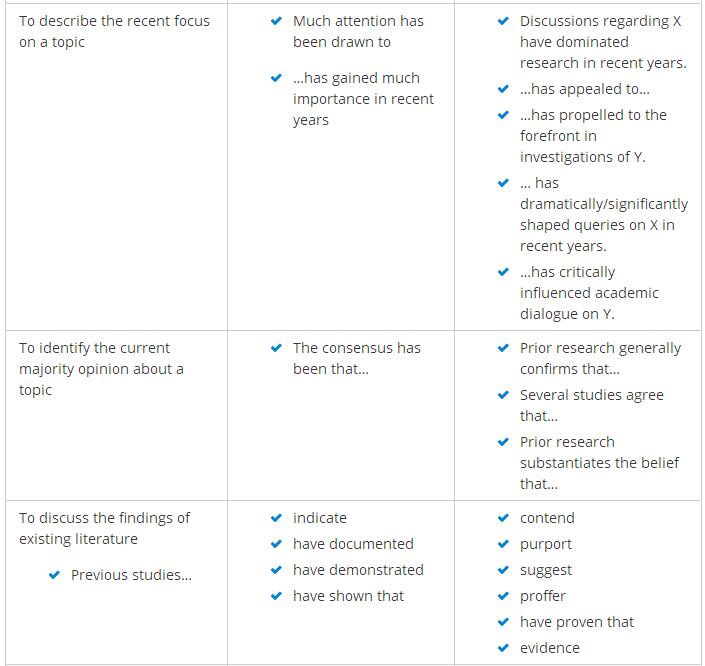 To describe the recent focus
on a topic
Much attention has
been drawn to
...has gained much
importance in recent
years
Discussions regarding X
have dominated
research in recent years.
...has appealed to...
...has propelled to the
forefront in
investigations of Y.
... has
dramatically/significantly
shaped queries on X in
recent years.
...has critically
influenced academic
dialogue on Y.
To identify the current
majority opinion about a
topic
The consensus has
been that...
Prior research generally
confirms that...
Several studies agree
that...
Prior research
substantiates the belief
that...
To discuss the findings of
existing literature
Previous studies...
indicate
have documented
have demonstrated
have shown that
contend
purport
suggest
proffer
have proven that
evidence